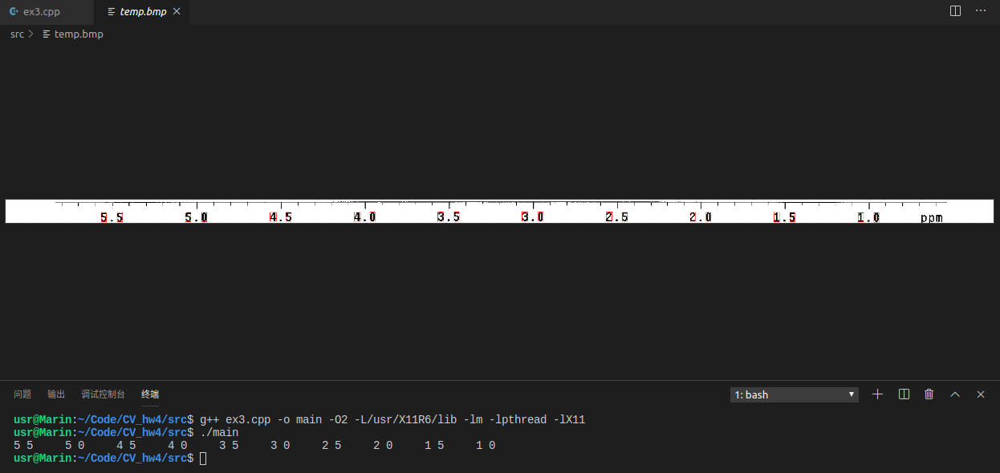 ex3.cpp temp.bmp
src temp.bmp
5.5 5.0 4.5 4.0 3.5 3.0 2.5 2.0 1.5 1.0 ppm
问题 输出 调试控制台 终端 1: bash
usr@Marin:~/Code/CV_hw4/src$ g++ ex3.cpp -o main -O2 -L/usr/X11R6/lib -lm -lpthread -lX11
usr@Marin:~/Code/CV_hw4/src$ ./main
5 5 5 0 4 5 4 0 3 5 3 0 2 5 2 0 1 5 1 0
usr@Marin:~/Code/CV_hw4/src$